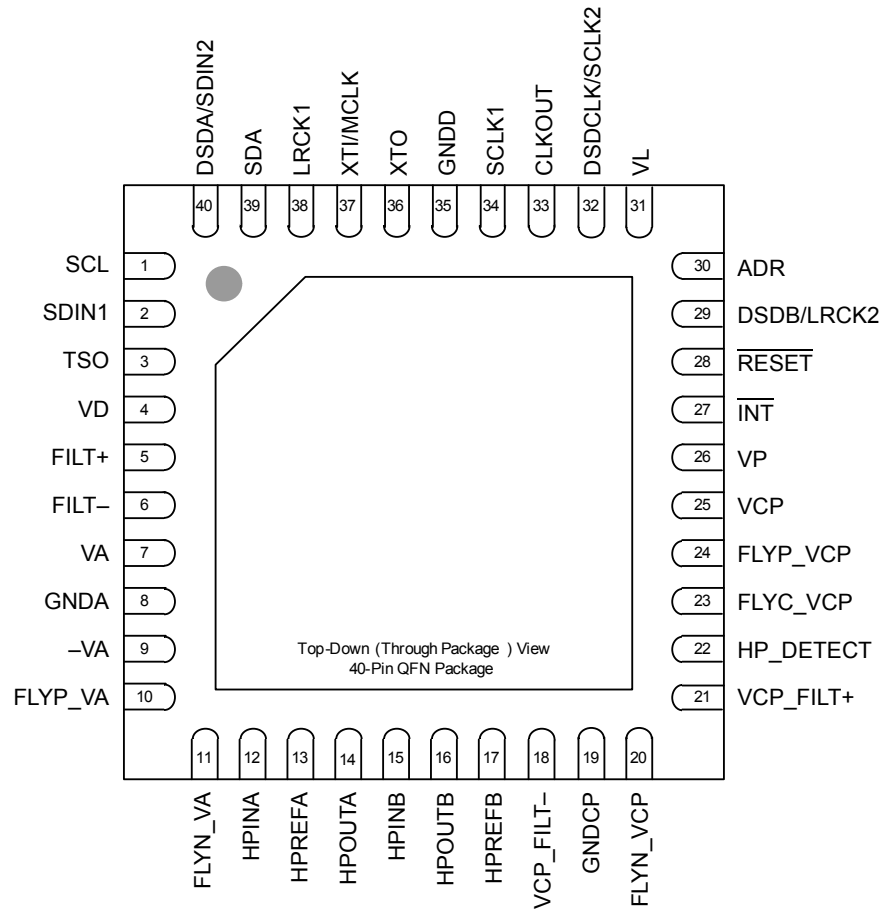 DSDA/SDIN2
SDA
LRCK1
XTI/MCLK
XTO
GNDD
SCLK1
CLKOUT
DSDCLK/SCLK2
VL
40
39
38
37
36
35
34
33
32
31
SCL 1
SDIN1 2
TSO 3
VD 4
FILT+ 5
FILT– 6
VA 7
GNDA 8
–VA 9
FLYP_VA 10
30 ADR
29 DSDB/LRCK2
28 RESET
27 INT
26 VP
25 VCP
24 FLYP_VCP
23 FLYC_VCP
22 HP_DETECT
21 VCP_FILT+
Top-Down (Through Package ) View
40-Pin QFN Package
11
12
13
14
15
16
17
18
19
20
FLYN_VA
HPINA
HPREFA
HPOUTA
HPINB
HPOUTB
HPREFB
VCP_FILT–
GNDCP
FLYN_VCP